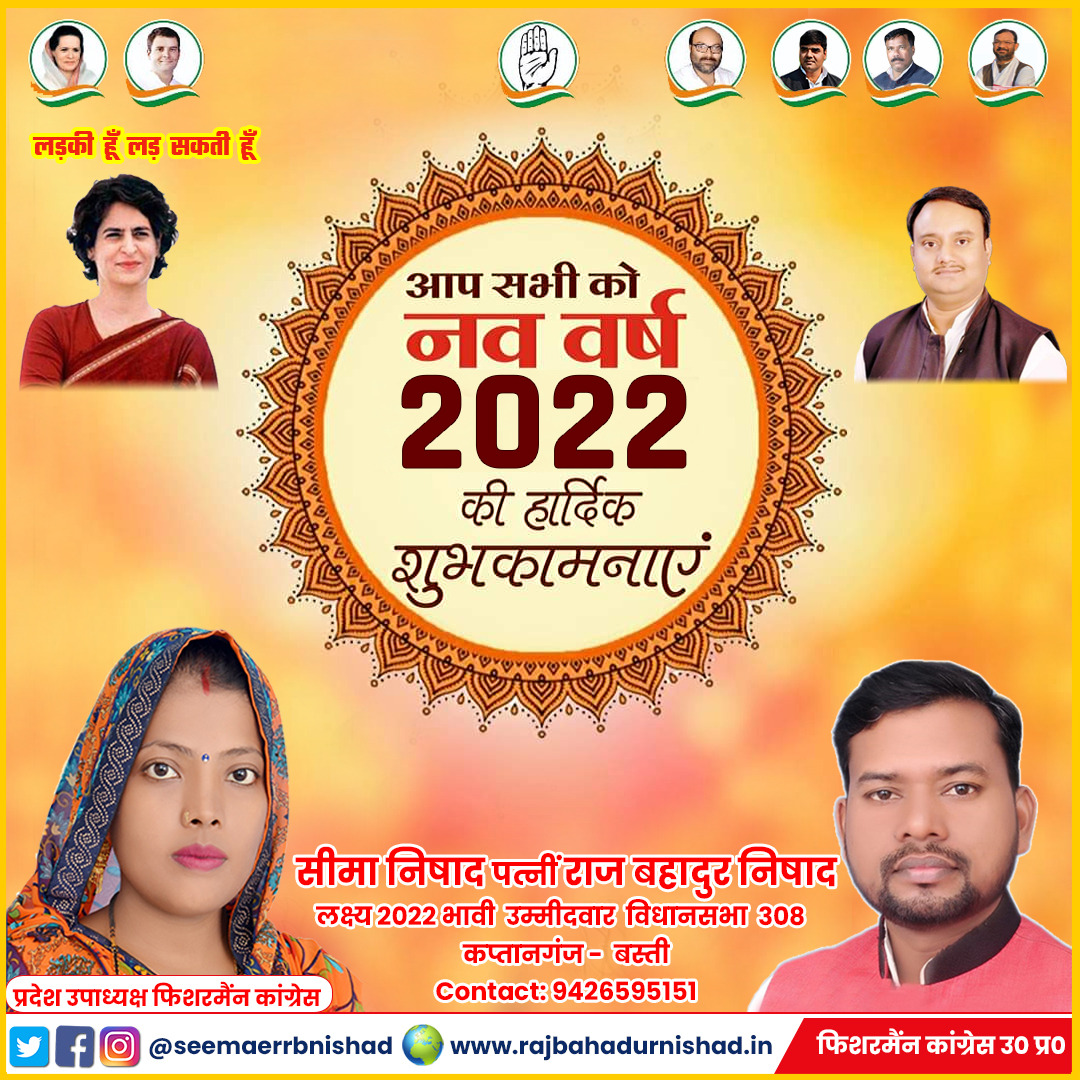 लड़की हूँ लड़ सकती हूँ
आप सभी को
नव वर्ष
2022
की हार्दिक
शुभकामनाएं
सीमा निषाद पत्नीं राज बहादुर निषाद
लक्ष्य 2022 भावी उम्मीदवार विधानसभा 308
कप्तानगंज - बस्ती
Contact: 9426595151
प्रदेश उपाध्यक्ष फिशरमैंन कांग्रेस
@seemaerrbnishad www.rajbahadurnishad.in फिशरमैंन कांग्रेस उ0 प्र0